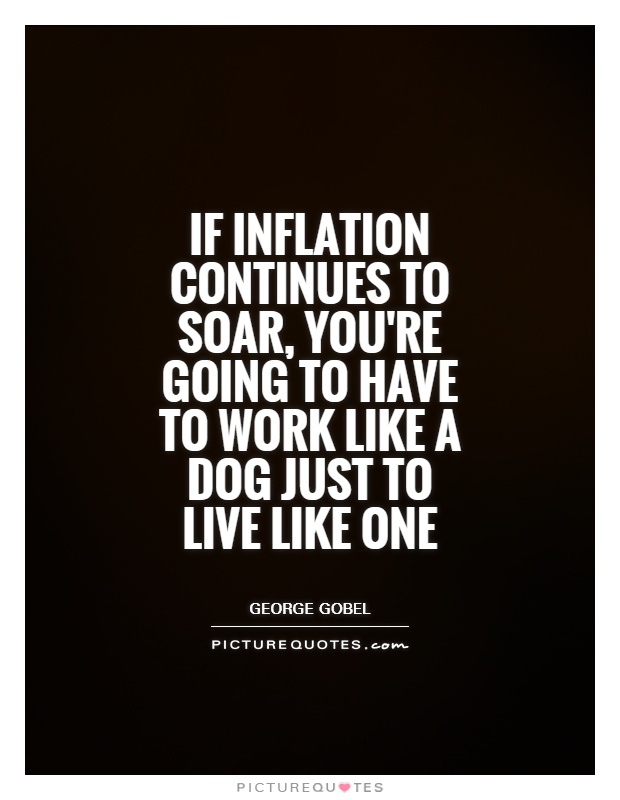 IF INFLATION
CONTINUES TO
SOAR, YOU'RE
GOING TO HAVE
TO WORK LIKE A
DOG JUST TO
LIVE LIKE ONE
GEORGE GOBEL
PICTUREQUOTES.com
PICTUREQUOTES